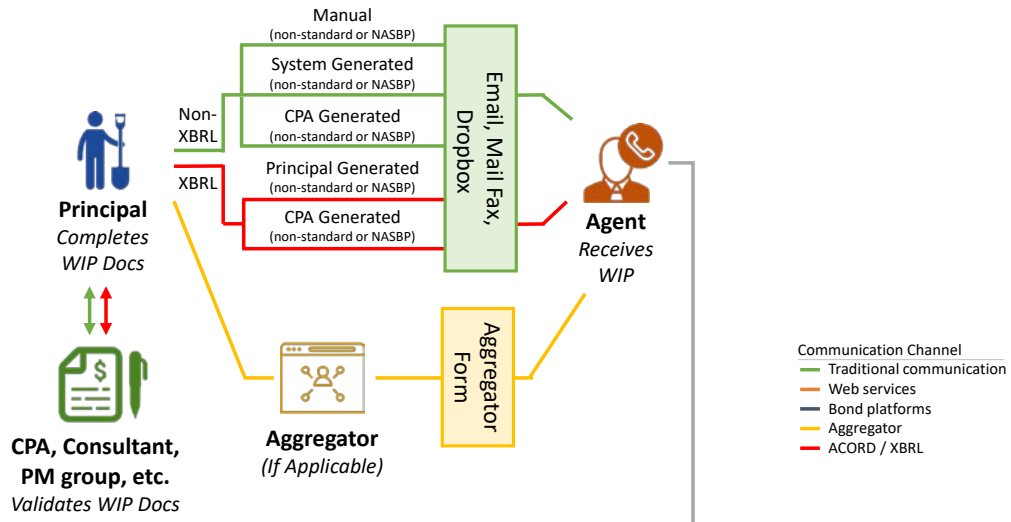 Manual
(non-standard or NASBP)
System Generated
(non-standard or NASBP)
Non-
XBRL
CPA Generated
(non-standard or NASBP)
XBRL
Principal Generated
(non-standard or NASBP)
CPA Generated
(non-standard or NASBP)
Email, Mail Fax,
Dropbox
Principal
Completes
WIP Docs
Agent
Receives
WIP
Aggregator
Form
$
Aggregator
(If Applicable)
CPA, Consultant,
PM group, etc.
Validates WIP Docs
Communication Channel
Traditional communication
Web services
Bond platforms
Aggregator
ACORD / XBRL